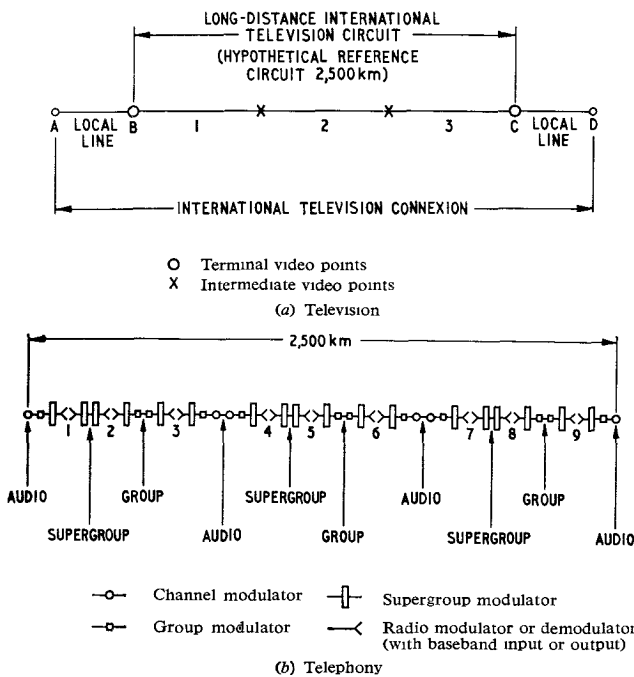 LONG-DISTANCE INTERNATIONAL
TELEVISION CIRCUIT
(HYPOTHETICAL REFERENCE
CIRCUIT 2,500km)
A LOCAL LINE B 1 2 3 C LOCAL LINE D
INTERNATIONAL TELEVISION CONNEXION
O Terminal video points
X Intermediate video points
(a) Television
2,500km
1 2 3 4 5 6 7 8 9
AUDIO GROUP SUPERGROUP AUDIO GROUP
SUPERGROUP AUDIO GROUP SUPERGROUP AUDIO
Channel modulator
Supergroup modulator
Group modulator
Radio modulator or demodulator
(with baseband input or output)
(b) Telephony